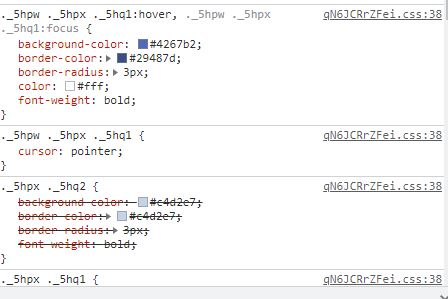 ._5hpw ._5hpx ._5hq1:hover, ._5hpw ._5hpx qN6JCRrZFei.css:38
._5hq1:focus {
background-color: #4267b2;
border-color: #29487d;
border-radius: 3px;
color: #fff;
font-weight: bold;
}
._5hpw ._5hpx ._5hq1 { qN6JCRrZFei.css:38
cursor: pointer;
}
._5hpx ._5hq2 { qN6JCRrZFei.css:38
background-color: #c4d2e7;
border-color: #c4d2e7;
border-radius: 3px;
font-weight: bold;
}
._5hpx ._5hq1 { qN6JCRrZFei.css:38